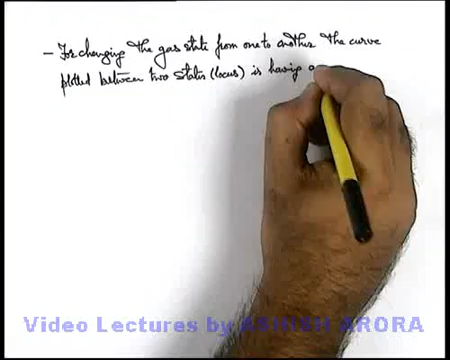 – For changing the gas state from one to another the curve
plotted between two states (locus) is having a
Video Lectures by ASHISH ARORA